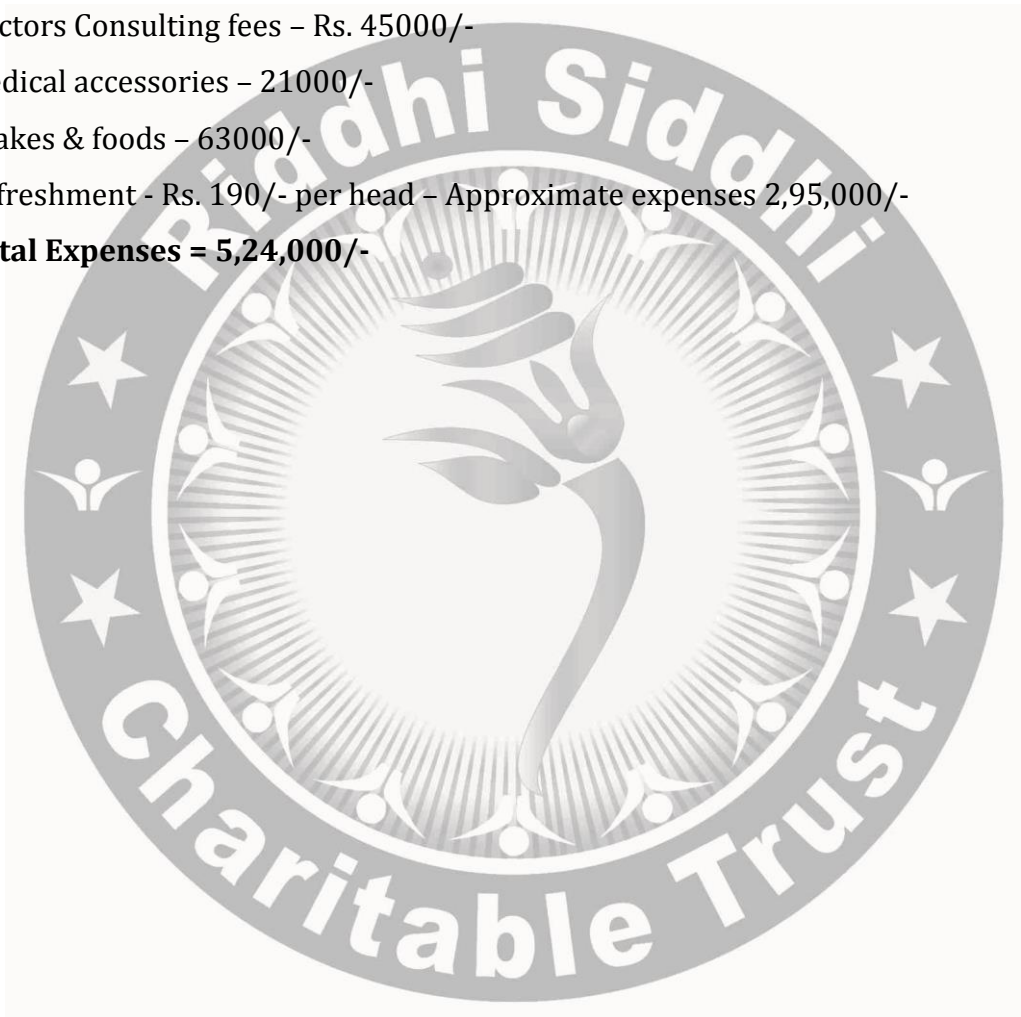 ctors Consulting fees – Rs. 45000/-
edical accessories – 21000/-
akes & foods – 63000/-
freshment - Rs. 190/- per head – Approximate expenses 2,95,000/-
tal Expenses = 5,24,000/-
Riddhi Siddhi
Charitable Trust